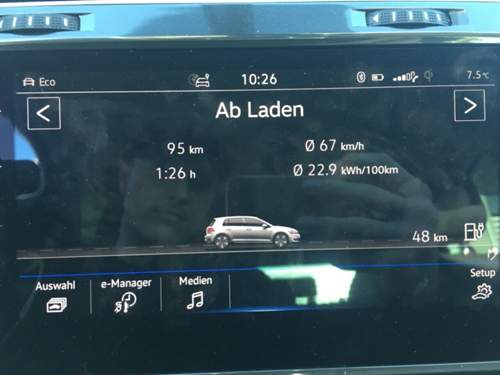 Eco 10:26 7.5°C
Ab Laden
95 km Ø 67 km/h
1:26 h Ø 22.9 kWh/100km
48 km
Auswahl e-Manager Medien Setup